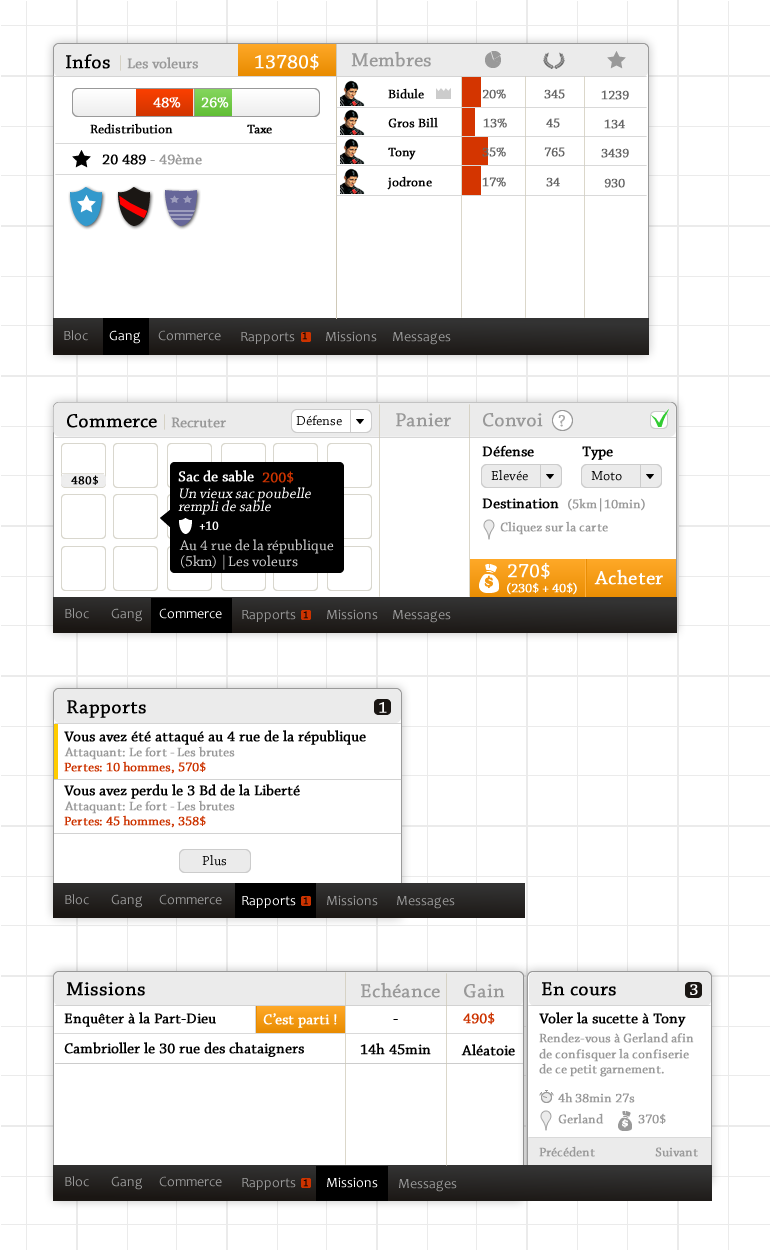 Infos Les voleurs 13780$ Membres
48% 26%
Redistribution Taxe
20 489 - 49ème
Bidule 20% 345 1239
Gros Bill 13% 45 134
Tony 45% 765 3439
jodrone 17% 34 930
Bloc Gang Commerce Rapports 1 Missions Messages
Commerce Recruter Défense Panier Convoi ?
480$
Sac de sable 200$
Un vieux sac poubelle
rempli de sable
+10
Au 4 rue de la république
(5km) | Les voleurs
Défense Type
Elevée Moto
Destination (5km|10min)
Cliquez sur la carte
270$
(230$ + 40$)
Acheter
Bloc Gang Commerce Rapports 1 Missions Messages
Rapports 1
Vous avez été attaqué au 4 rue de la république
Attaquant: Le fort - Les brutes
Pertes: 10 hommes, 570$
Vous avez perdu le 3 Bd de la Liberté
Attaquant: Le fort - Les brutes
Pertes: 45 hommes, 358$
Plus
Bloc Gang Commerce Rapports 1 Missions Messages
Missions Echéance Gain
Enquêter à la Part-Dieu C'est parti ! - 490$
Cambrioller le 30 rue des chataigners 14h 45min Aléatoie
En cours 3
Voler la sucette à Tony
Rendez-vous à Gerland afin
de confisquer la confiserie
de ce petit garnement.
4h 38min 27s
Gerland 370$
Précédent Suivant
Bloc Gang Commerce Rapports 1 Missions Messages